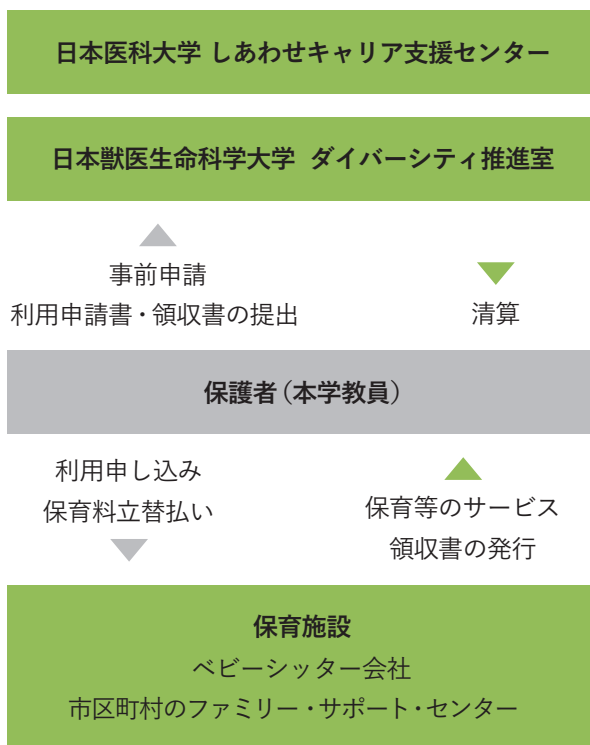 日本医科大学 しあわせキャリア支援センター
日本獣医生命科学大学 ダイバーシティ推進室
事前申請
利用申請書・領収書の提出
清算
保護者（本学教員）
利用申し込み
保育料立替払い
保育等のサービス
領収書の発行
保育施設
ベビーシッター会社
市区町村のファミリー・サポート・センター